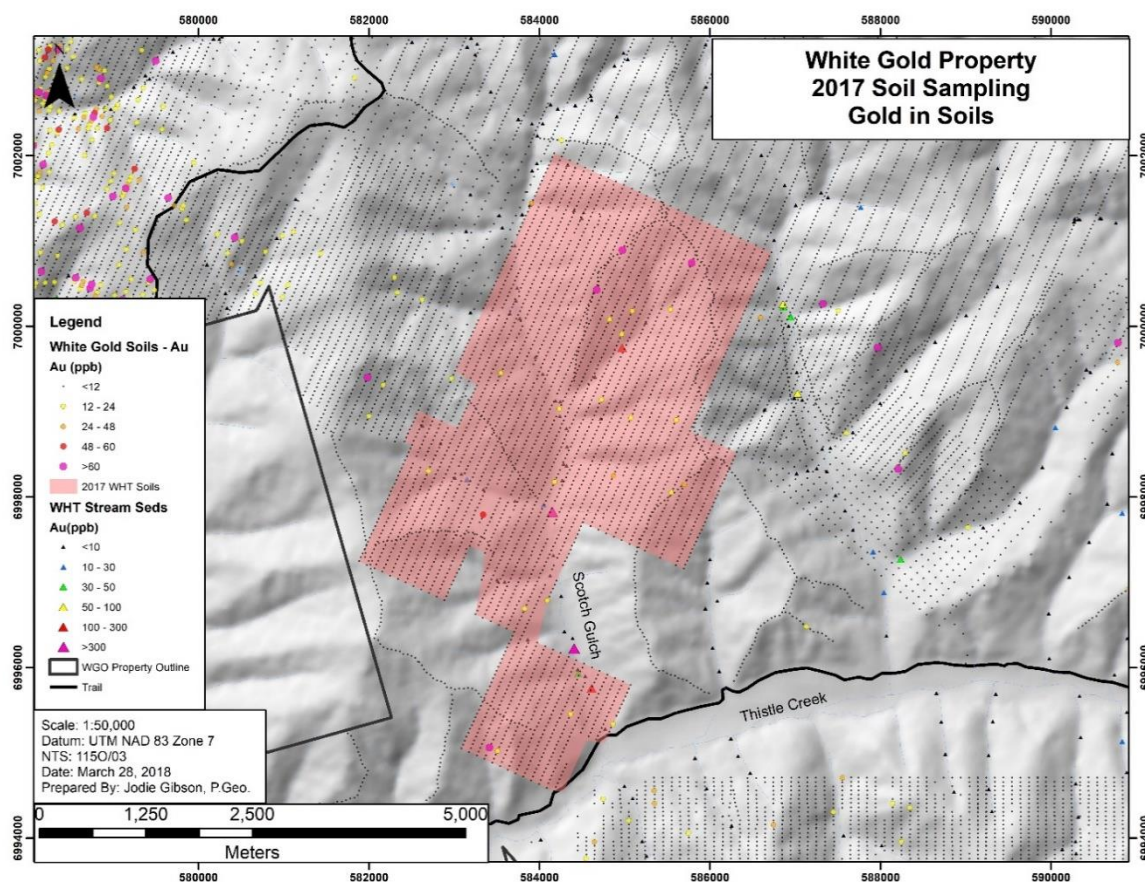 580000 582000 584000 586000 588000 590000
White Gold Property
2017 Soil Sampling
Gold in Soils
7002000
7002000
7000000
7000000
6998000
6998000
6996000
6996000
6994000
6994000
Legend
White Gold Soils - Au
Au (ppb)
<12
12 - 24
24 - 48
48 - 60
>60
2017 WHT Soils
WHT Stream Seds
Au(ppb)
<10
10 - 30
30 - 50
50 - 100
100 - 300
>300
WGO Property Outline
Trail
Scotch Gulch
Thistle Creek
Scale: 1:50,000
Datum: UTM NAD 83 Zone 7
NTS: 115O/03
Date: March 28, 2018
Prepared By: Jodie Gibson, P.Geo.
0 1,250 2,500 5,000
Meters
580000 582000 584000 586000 588000 590000